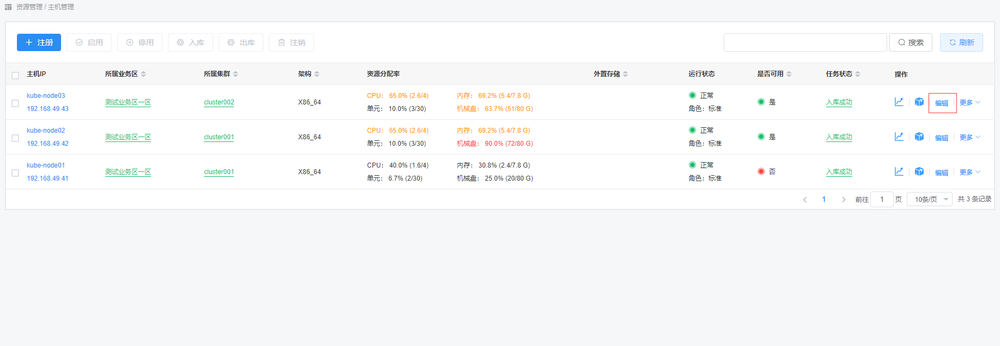 资源管理 / 主机管理
注册 启用 停用 入库 出库 注销 搜索 刷新
主机IP 所属业务区 所属集群 架构 资源分配率 外置存储 运行状态 是否可用 任务状态 操作
kube-node03 CPU： 65.0% (2.6/4) 内存： 69.2% (5.4/7.8 G) 正常
测试业务区一区 cluster002 X86_64 是 入库成功 编辑 更多
192.168.49.43 单元： 10.0% (3/30) 机械盘： 63.7% (51/80 G) 角色：标准
kube-node02 CPU： 65.0% (2.6/4) 内存： 69.2% (5.4/7.8 G) 正常
测试业务区一区 cluster001 X86_64 是 入库成功 编辑 更多
192.168.49.42 单元： 10.0% (3/30) 机械盘： 90.0% (72/80 G) 角色：标准
kube-node01 CPU： 40.0% (1.6/4) 内存： 30.8% (2.4/7.8 G) 正常
测试业务区一区 cluster001 X86_64 否 入库成功 编辑 更多
192.168.49.41 单元： 6.7% (2/30) 机械盘： 25.0% (20/80 G) 角色：标准
1 前往 1 页 10条/页 共 3 条记录